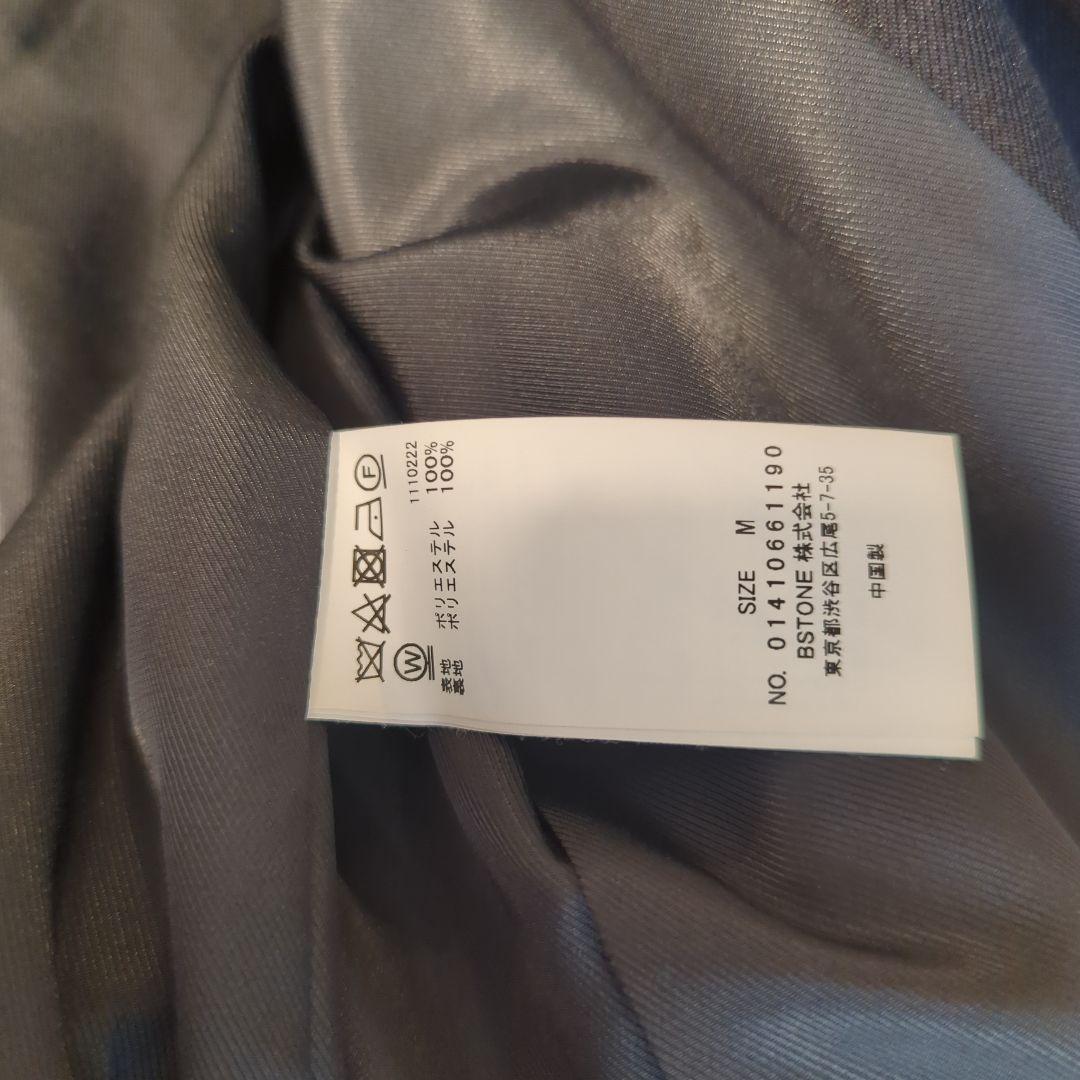 F
W
1110222
表地 ポリエステル 100%
裏地 ポリエステル 100%
SIZE M
NO. 01410661190
BSTONE 株式会社
東京都渋谷区広尾5-7-35
中国製